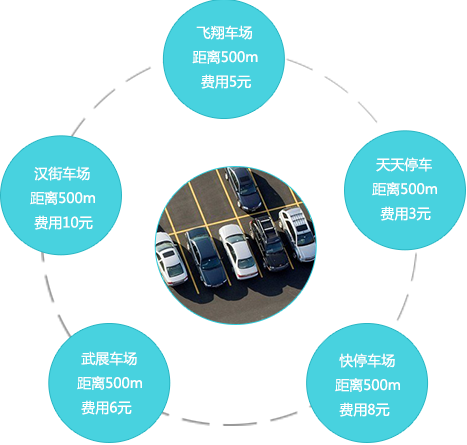 飞翔车场
距离500m
费用5元
汉街车场
距离500m
费用10元
天天停车
距离500m
费用3元
武展车场
距离500m
费用6元
快停车场
距离500m
费用8元